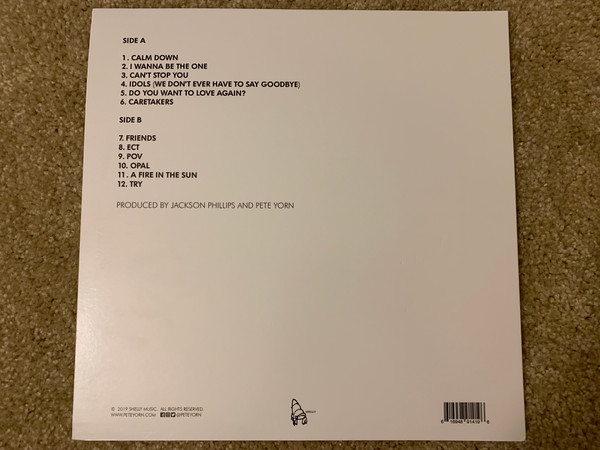 SIDE A
1. CALM DOWN
2. I WANNA BE THE ONE
3. CAN'T STOP YOU
4. IDOLS (WE DON'T EVER HAVE TO SAY GOODBYE)
5. DO YOU WANT TO LOVE AGAIN?
6. CARETAKERS
SIDE B
7. FRIENDS
8. ECT
9. POV
10. OPAL
11. A FIRE IN THE SUN
12. TRY
PRODUCED BY JACKSON PHILLIPS AND PETE YORN
© 2019 SHELLY MUSIC. ALL RIGHTS RESERVED.
WWW.PETEYORN.COM @PETEYORN